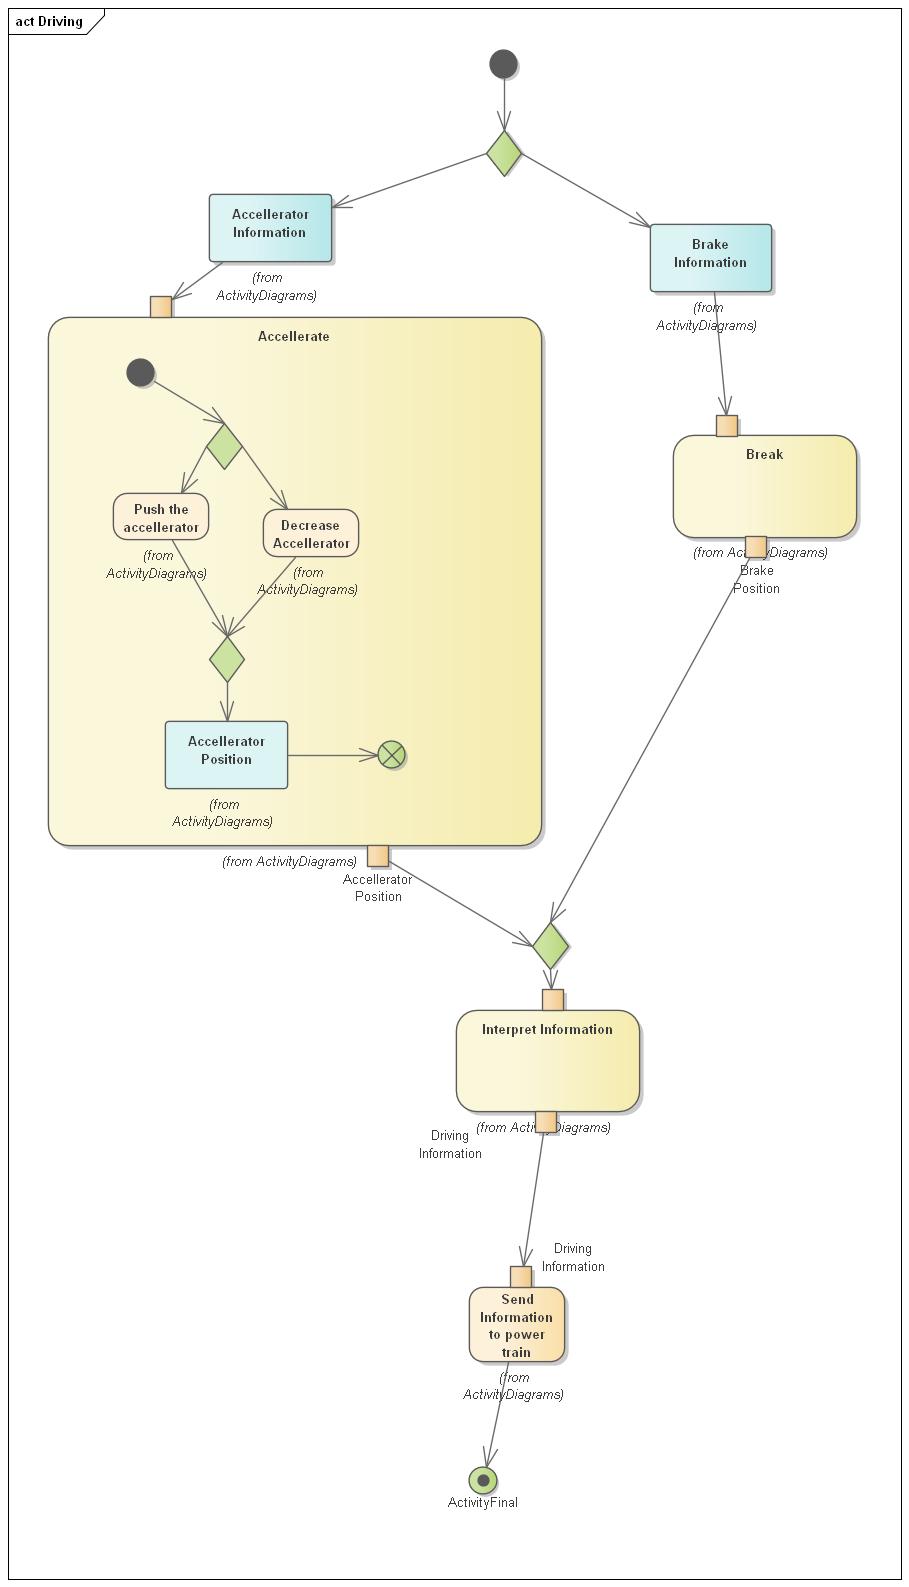 act Driving
Accellerator
Information
(from
ActivityDiagrams)
Brake
Information
(from
ActivityDiagrams)
Accellerate
Push the
accellerator
(from
ActivityDiagrams)
Decrease
Accellerator
(from
ActivityDiagrams)
Accellerator
Position
(from
ActivityDiagrams)
(from ActivityDiagrams)
Accellerator
Position
Break
(from ActivityDiagrams)
Brake
Position
Interpret Information
(from ActivityDiagrams)
Driving
Information
Driving
Information
Send
Information
to power
train
(from
ActivityDiagrams)
ActivityFinal